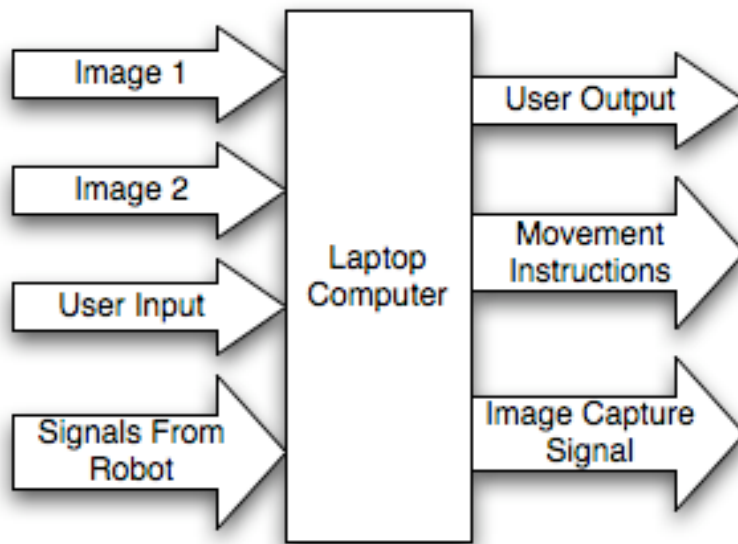 Image 1
Image 2
User Input
Signals From
Robot
Laptop
Computer
User Output
Movement
Instructions
Image Capture
Signal